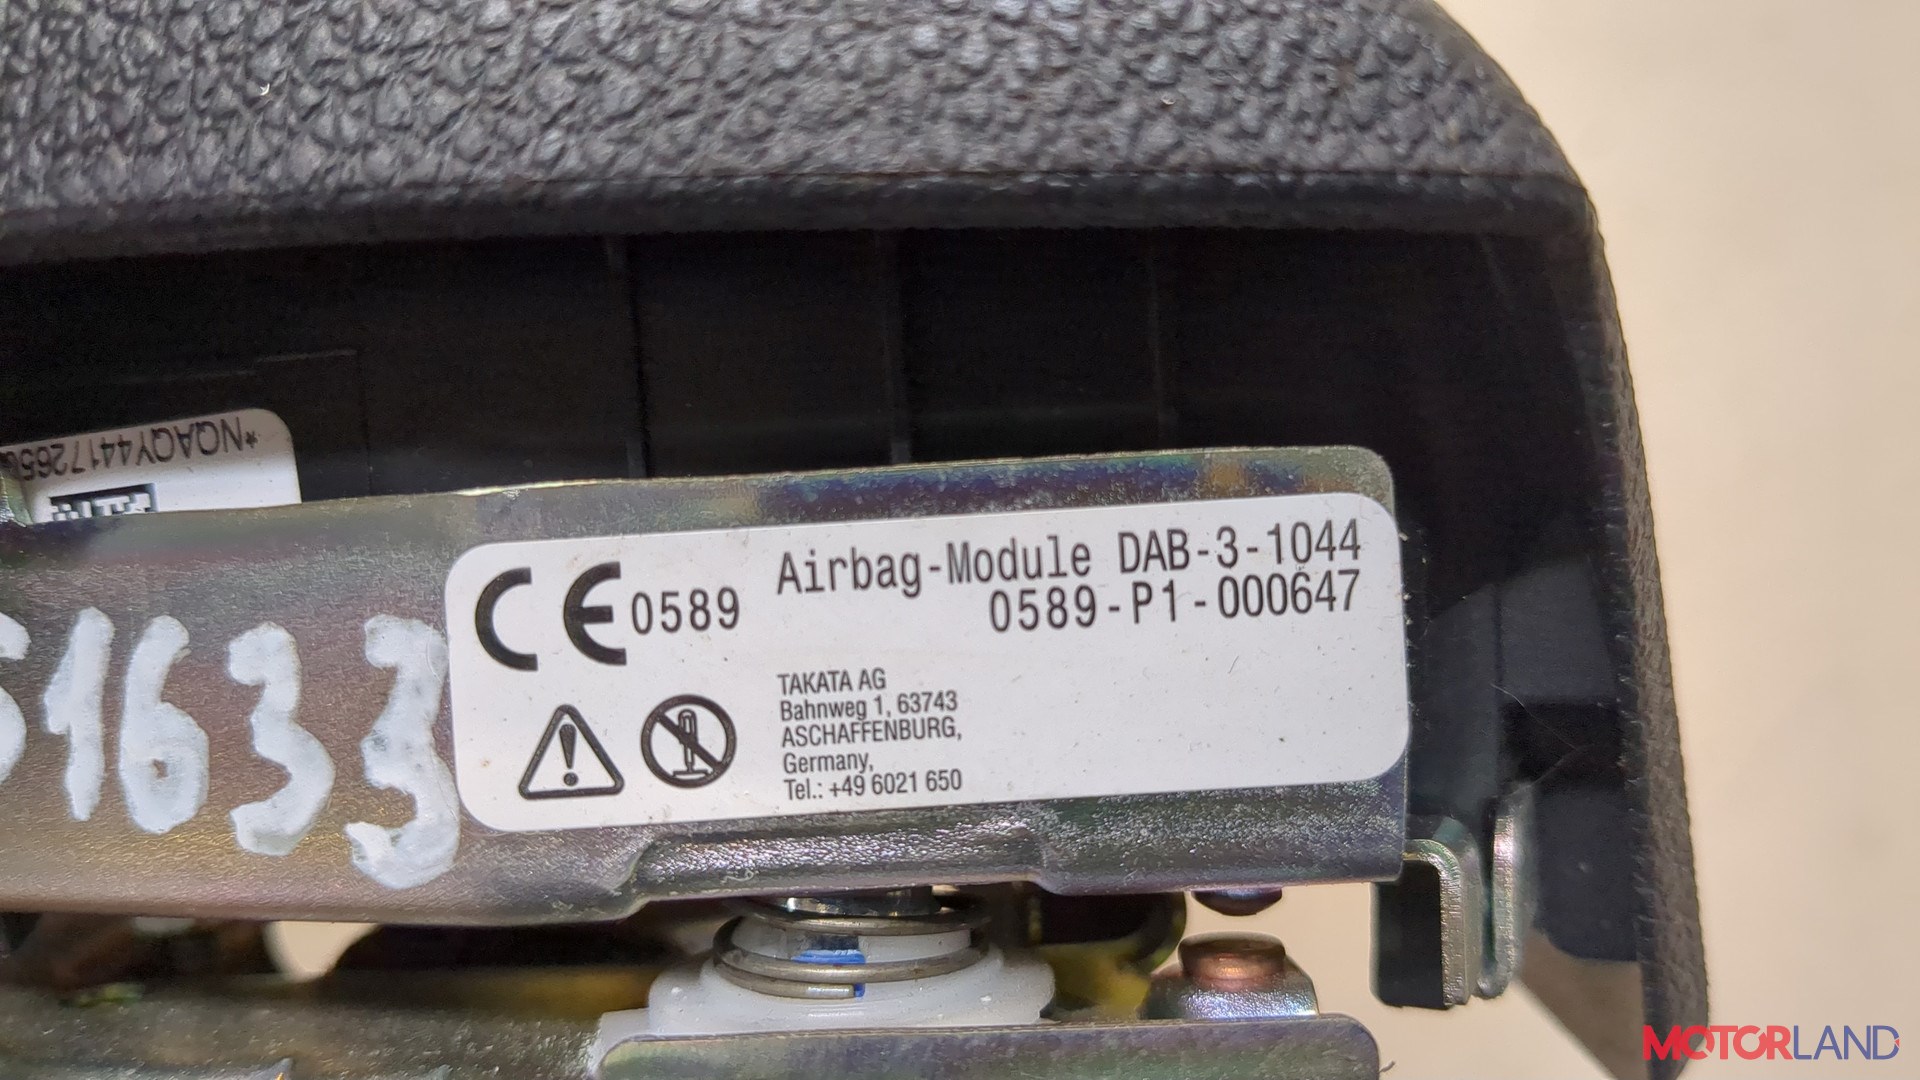 *NQAQY4417265
CE 0589
Airbag-Module DAB-3-1044
0589-P1-000647
TAKATA AG
Bahnweg 1, 63743
ASCHAFFENBURG,
Germany,
Tel.: +49 6021 650
1633
MOTORLAND